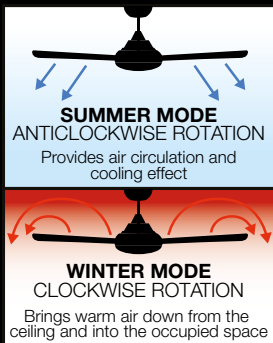 SUMMER MODE
ANTICLOCKWISE ROTATION
Provides air circulation and
cooling effect
WINTER MODE
CLOCKWISE ROTATION
Brings warm air down from the
ceiling and into the occupied space